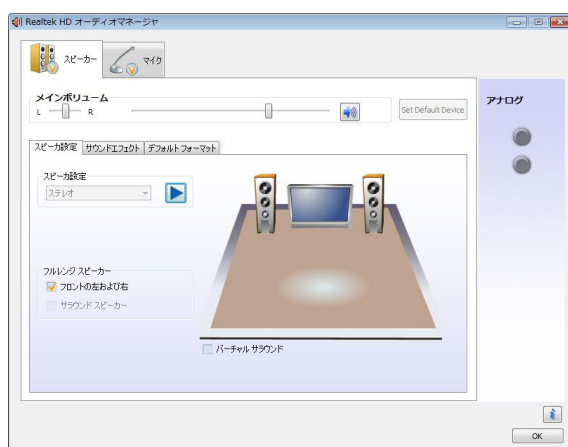 Realtek HD オーディオマネージャ
スピーカー
マイク
メインボリューム
L
R
Set Default Device
アナログ
スピーカ設定
サウンドエフェクト
デフォルト フォーマット
スピーカ設定
ステレオ
フルレンジ スピーカー
フロントの左および右
サラウンド スピーカー
バーチャル サラウンド
OK